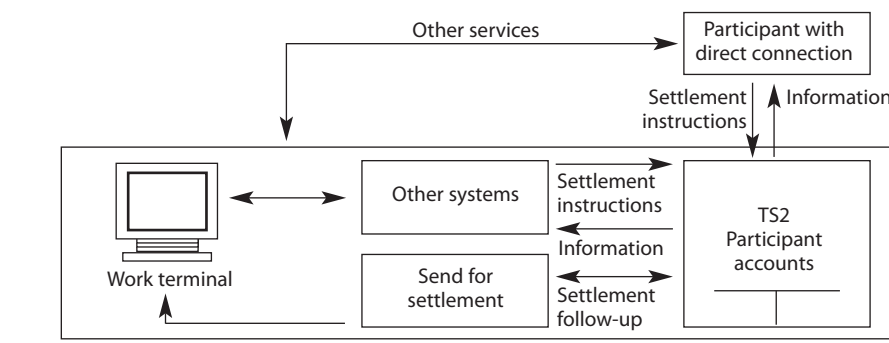 Other services
Participant with
direct connection
Settlement
instructions
Information
Work terminal
Other systems
Settlement
instructions
Information
Send for
settlement
Settlement
follow-up
TS2
Participant
accounts